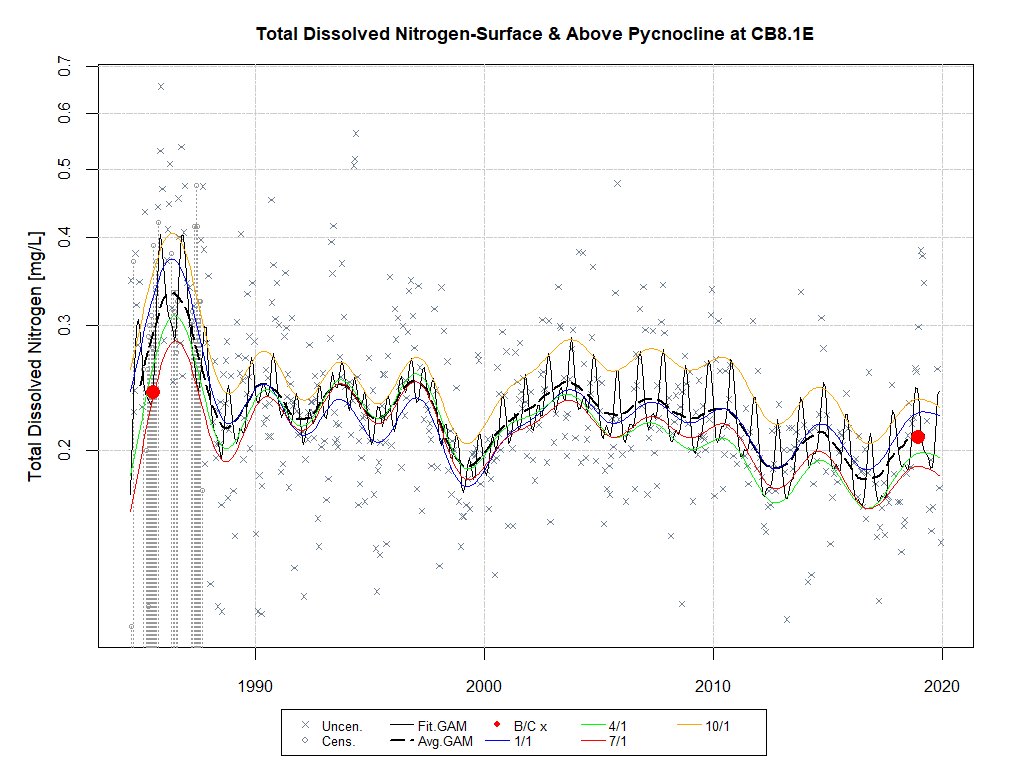 Total Dissolved Nitrogen-Surface & Above Pycnocline at CB8.1E
Total Dissolved Nitrogen [mg/L]
0.7
0.6
0.5
0.4
0.3
0.2
1990 2000 2010 2020
Uncen. Fit.GAM B/C x 4/1 10/1
Cens. Avg.GAM 1/1 7/1